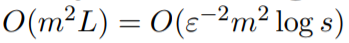 O(m²L) = O(ε⁻²m² log s)